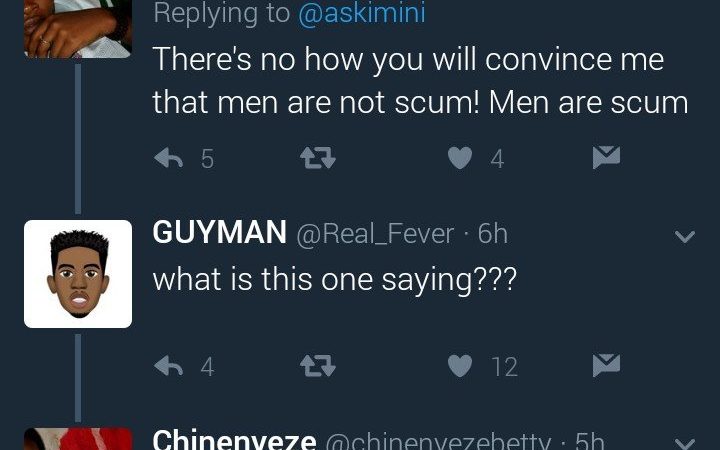 Replying to @askimini
There's no how you will convince me
that men are not scum! Men are scum
5 4
GUYMAN @Real_Fever · 6h
what is this one saying???
4 12
Chinenyeze @chinenyezebetty · 5h